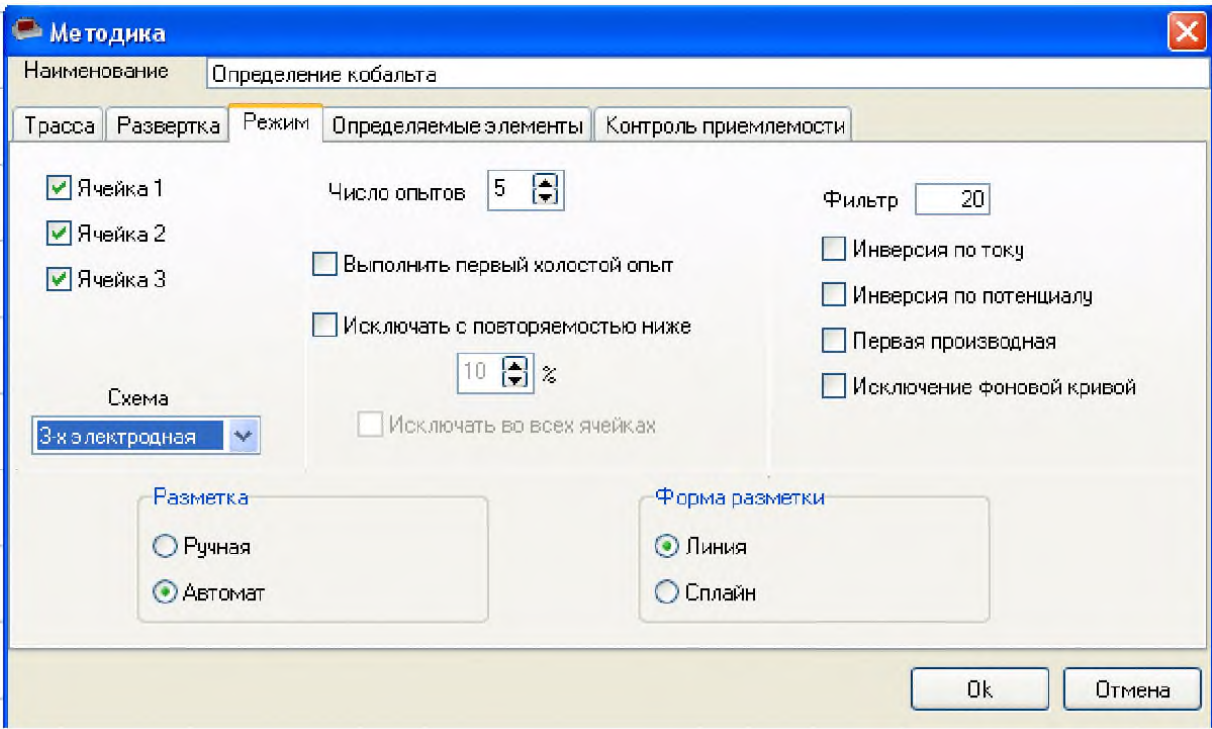 Методика
Наименование Определение кобальта
Трасса Развертка Режим Определяемые элементы Контроль приемлемости
Ячейка 1
Ячейка 2
Ячейка 3
Схема
3-х электродная
Число опытов 5
Выполнить первый холостой опыт
Исключать с повторяемостью ниже
10 %
Исключать во всех ячейках
Фильтр 20
Инверсия по току
Инверсия по потенциалу
Первая производная
Исключение фоновой кривой
Разметка
Ручная
Автомат
Форма разметки
Линия
Сплайн
Ok Отмена